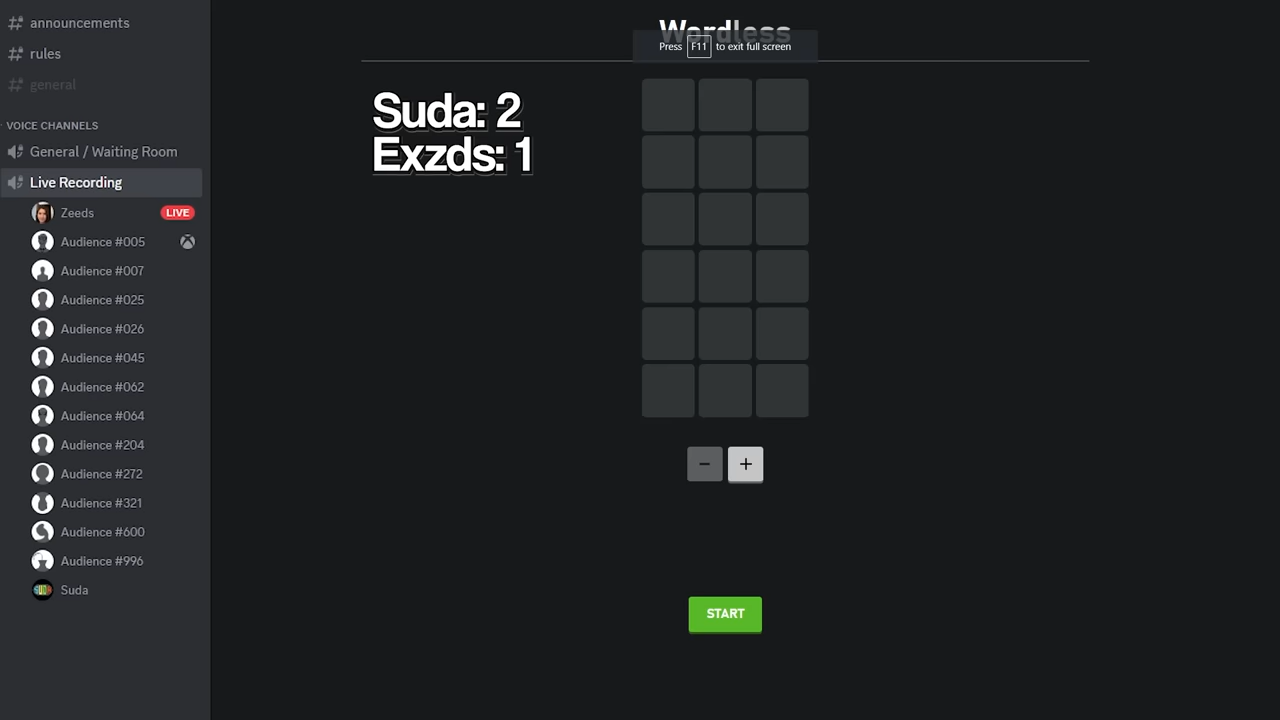 announcements
rules
general
VOICE CHANNELS
General / Waiting Room
Live Recording
Zeeds LIVE
Audience #005
Audience #007
Audience #025
Audience #026
Audience #045
Audience #062
Audience #064
Audience #204
Audience #272
Audience #321
Audience #600
Audience #996
Suda
Wordless
Press F11 to exit full screen
Suda: 2
Exzds: 1
− +
START